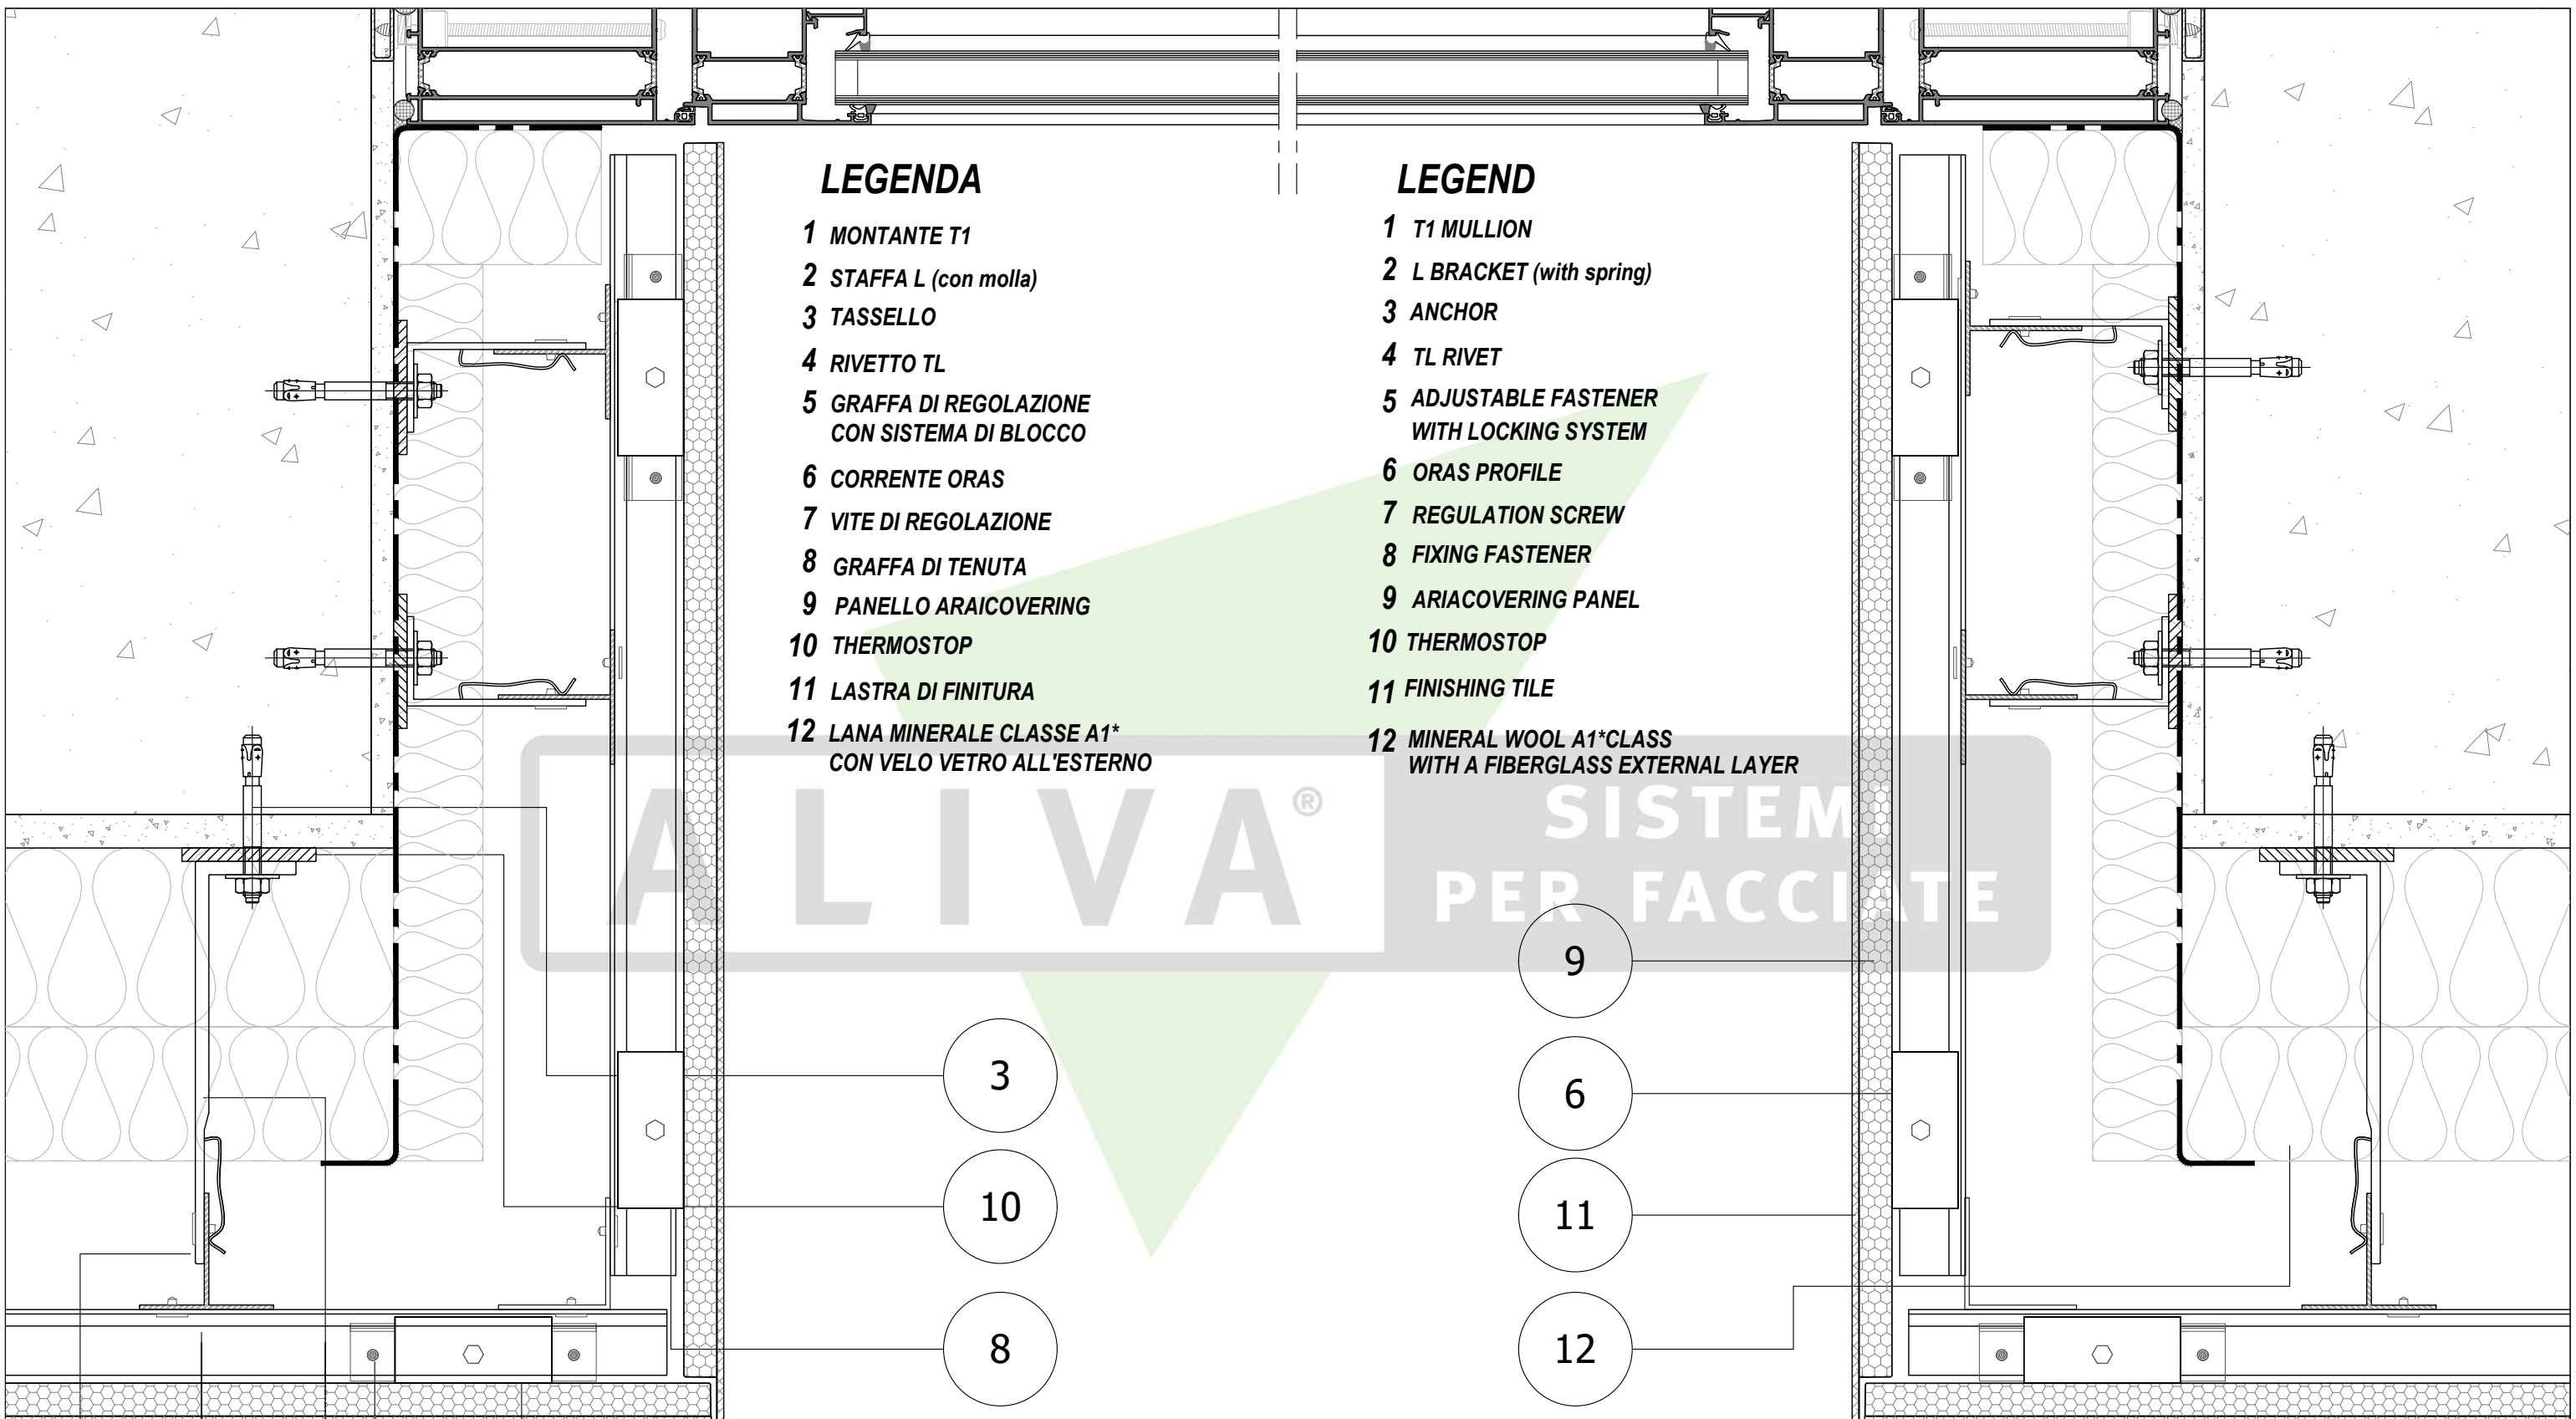 LEGENDA
1 MONTANTE T1
2 STAFFA L (con molla)
3 TASSELLO
4 RIVETTO TL
5 GRAFFA DI REGOLAZIONE
CON SISTEMA DI BLOCCO
6 CORRENTE ORAS
7 VITE DI REGOLAZIONE
8 GRAFFA DI TENUTA
9 PANELLO ARAICOVERING
10 THERMOSTOP
11 LASTRA DI FINITURA
12 LANA MINERALE CLASSE A1*
CON VELO VETRO ALL'ESTERNO
LEGEND
1 T1 MULLION
2 L BRACKET (with spring)
3 ANCHOR
4 TL RIVET
5 ADJUSTABLE FASTENER
WITH LOCKING SYSTEM
6 ORAS PROFILE
7 REGULATION SCREW
8 FIXING FASTENER
9 ARIACOVERING PANEL
10 THERMOSTOP
11 FINISHING TILE
12 MINERAL WOOL A1*CLASS
WITH A FIBERGLASS EXTERNAL LAYER
ALIVA®
SISTEMI
PER FACCIATE
3
10
8
9
6
11
12